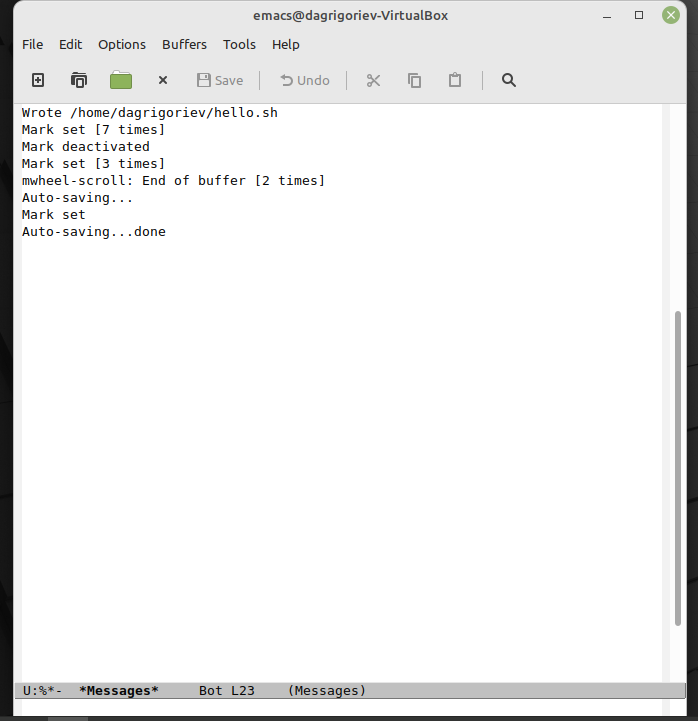 emacs@dagrigoriev-VirtualBox
File Edit Options Buffers Tools Help
Save Undo
Wrote /home/dagrigoriev/hello.sh
Mark set [7 times]
Mark deactivated
Mark set [3 times]
mwheel-scroll: End of buffer [2 times]
Auto-saving...
Mark set
Auto-saving...done
U:%*-  *Messages*     Bot L23    (Messages)